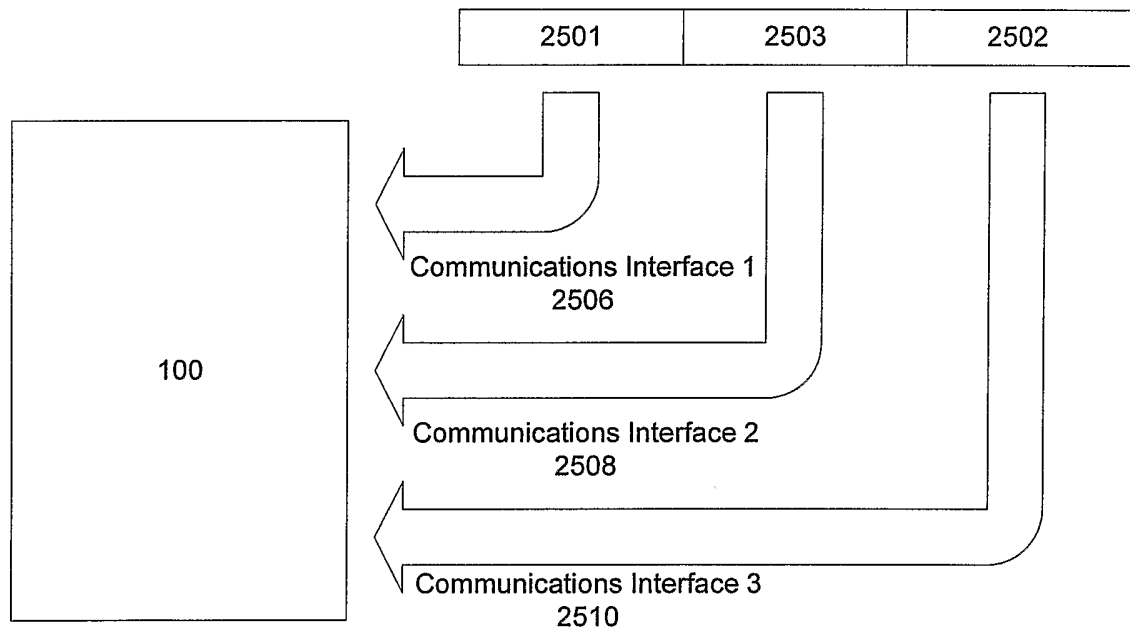 2501 2503 2502
Communications Interface 1
2506
100
Communications Interface 2
2508
Communications Interface 3
2510